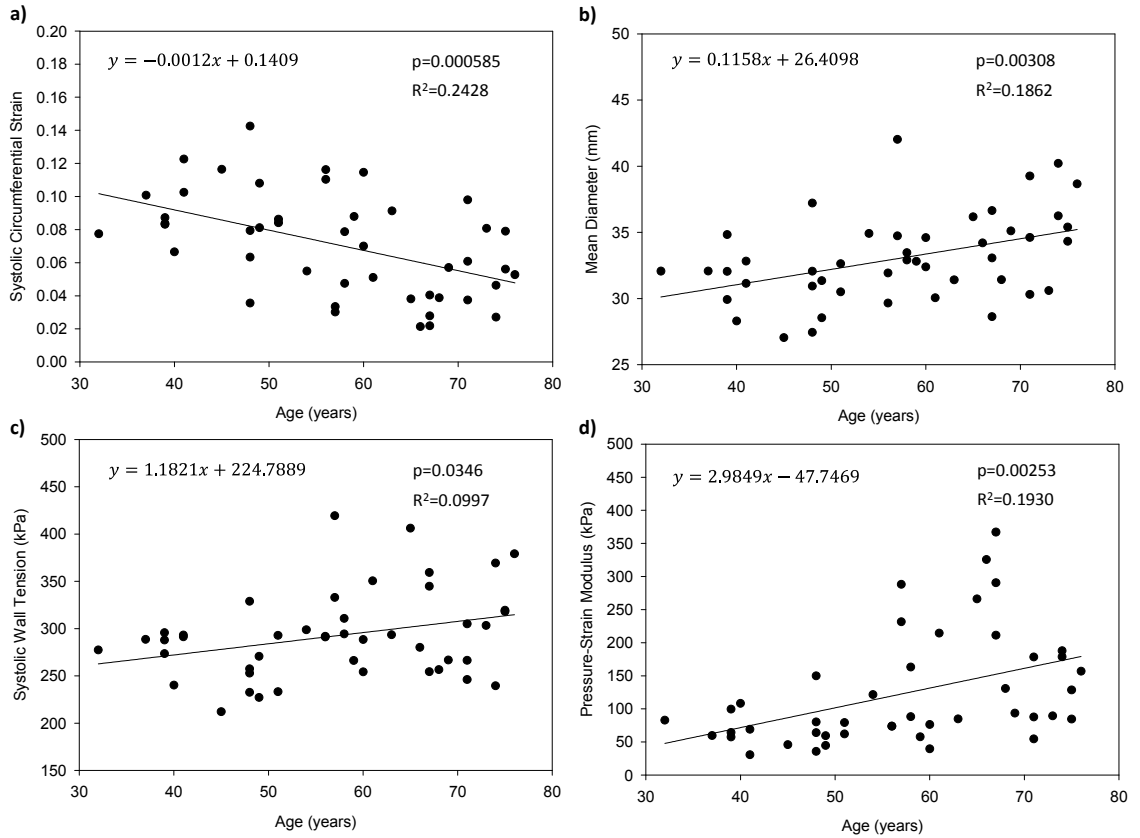 a)
0.20
0.18
0.16
0.14
0.12
0.10
0.08
0.06
0.04
0.02
0.00
Systolic Circumferential Strain
y = −0.0012x + 0.1409
p=0.000585
R²=0.2428
30 40 50 60 70 80
Age (years)
b)
50
45
40
35
30
25
Mean Diameter (mm)
y = 0.1158x + 26.4098
p=0.00308
R²=0.1862
30 40 50 60 70 80
Age (years)
c)
500
450
400
350
300
250
200
150
Systolic Wall Tension (kPa)
y = 1.1821x + 224.7889
p=0.0346
R²=0.0997
30 40 50 60 70 80
Age (years)
d)
500
450
400
350
300
250
200
150
100
50
0
Pressure-Strain Modulus (kPa)
y = 2.9849x − 47.7469
p=0.00253
R²=0.1930
30 40 50 60 70 80
Age (years)